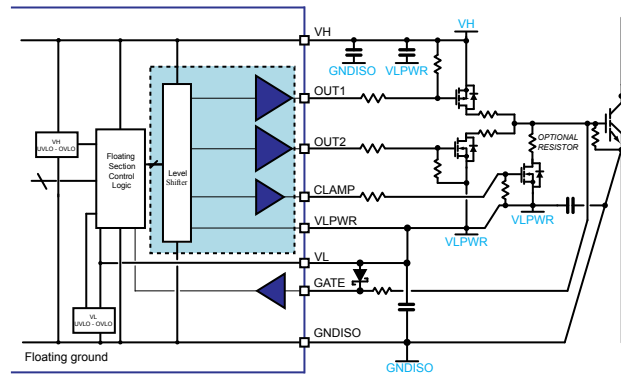 VH
VH
GNDISO
VLPWR
OUT1
VH
UVLO - OVLO
Floating
Section
Control
Logic
Level
Shifter
OUT2
OPTIONAL
RESISTOR
CLAMP
VLPWR
VLPWR
VLPWR
VL
GATE
VL
UVLO - OVLO
GNDISO
Floating ground
GNDISO